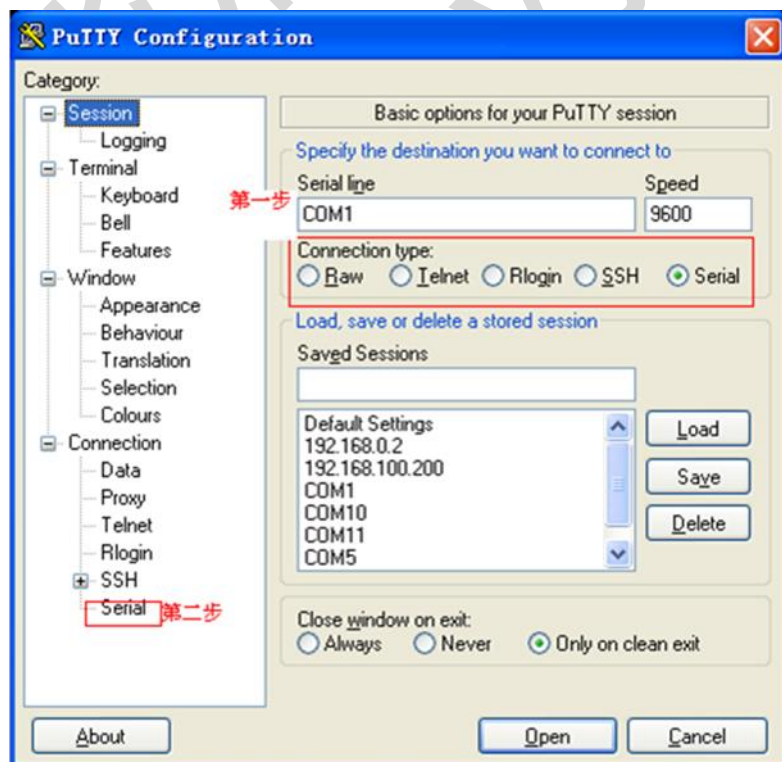 PuTTY Configuration
Category:
Session
Logging
Terminal
Keyboard
Bell
Features
Window
Appearance
Behaviour
Translation
Selection
Colours
Connection
Data
Proxy
Telnet
Rlogin
SSH
Serial 第二步
About
Basic options for your PuTTY session
Specify the destination you want to connect to
Serial line Speed
第一步 COM1 9600
Connection type:
Raw Telnet Rlogin SSH Serial
Load, save or delete a stored session
Saved Sessions
Default Settings
192.168.0.2
192.168.100.200
COM1
COM10
COM11
COM5
Load
Save
Delete
Close window on exit:
Always Never Only on clean exit
Open Cancel